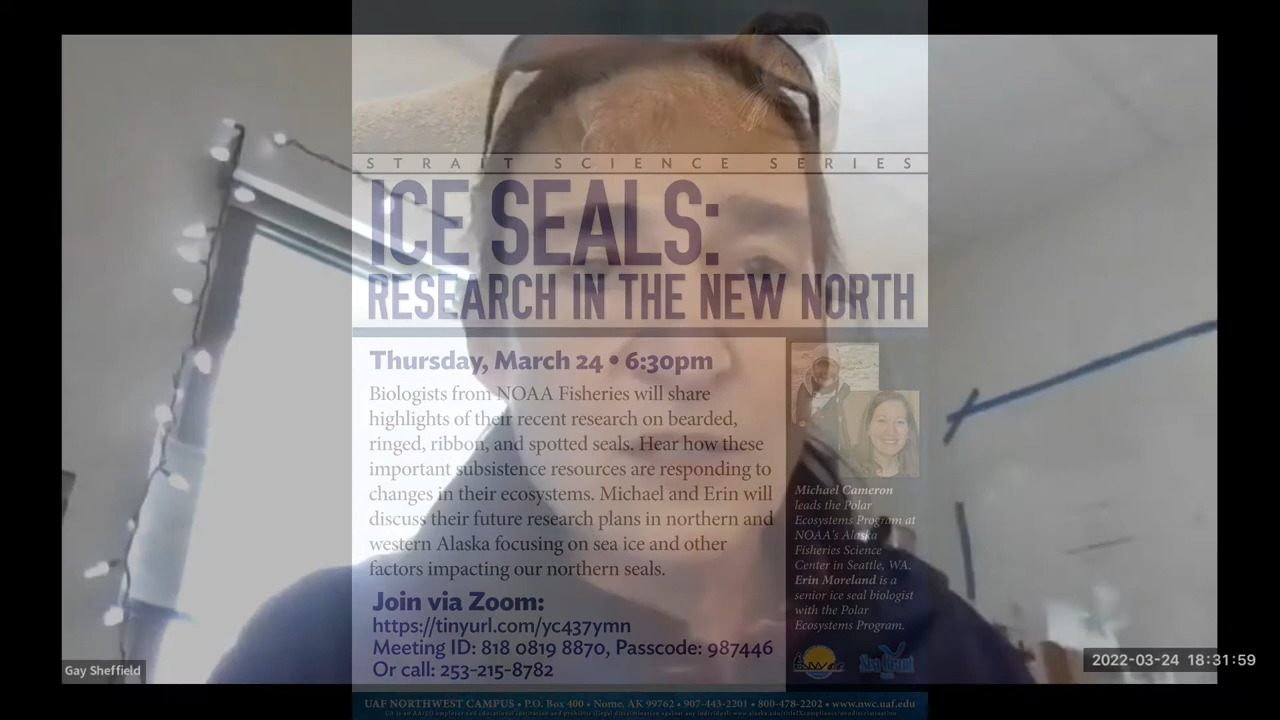 STRAIT SCIENCE SERIES
ICE SEALS:
RESEARCH IN THE NEW NORTH
Thursday, March 24 • 6:30pm
Biologists from NOAA Fisheries will share
highlights of their recent research on bearded,
ringed, ribbon, and spotted seals. Hear how these
important subsistence resources are responding to
changes in their ecosystems. Michael and Erin will
discuss their future research plans in northern and
western Alaska focusing on sea ice and other
factors impacting our northern seals.
Join via Zoom:
https://tinyurl.com/yc437ymn
Meeting ID: 818 0819 8870, Passcode: 987446
Or call: 253-215-8782
Michael Cameron
leads the Polar
Ecosystems Program at
NOAA's Alaska
Fisheries Science
Center in Seattle, WA.
Erin Moreland is a
senior ice seal biologist
with the Polar
Ecosystems Program.
Sea Grant
UAF NORTHWEST CAMPUS • P.O. Box 400 • Nome, AK 99762 • 907-443-2201 • 800-478-2202 • www.nwc.uaf.edu
Gay Sheffield
2022-03-24 18:31:59